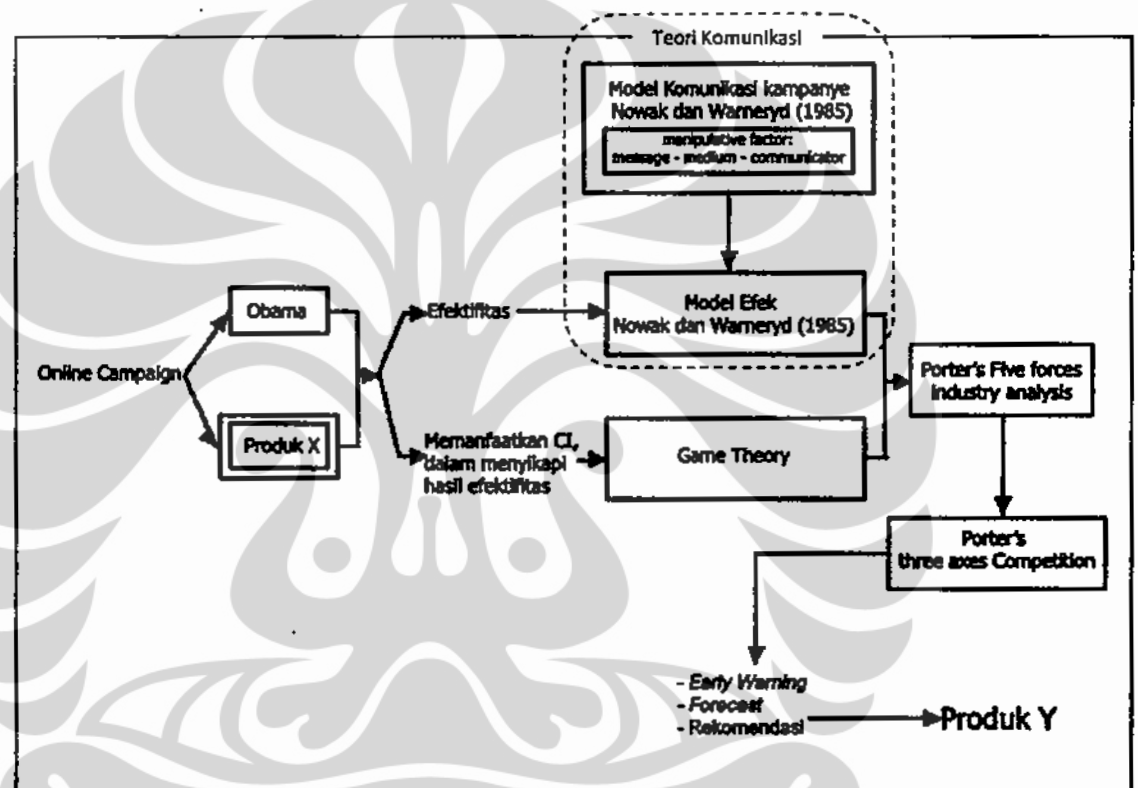 Teori Komunikasi
Model Komunikasi kampanye
Nowak dan Warneryd (1985)
manipulative factor:
message - medium - communicator
Obama
Efektifitas
Model Efek
Nowak dan Warneryd (1985)
Online Campaign
Porter's Five forces
industry analysis
Produk X
Memanfaatkan CI,
dalam menyikapi
hasil efektifitas
Game Theory
Porter's
three axes Competition
- Early Warning
- Forecast
- Rekomendasi
Produk Y